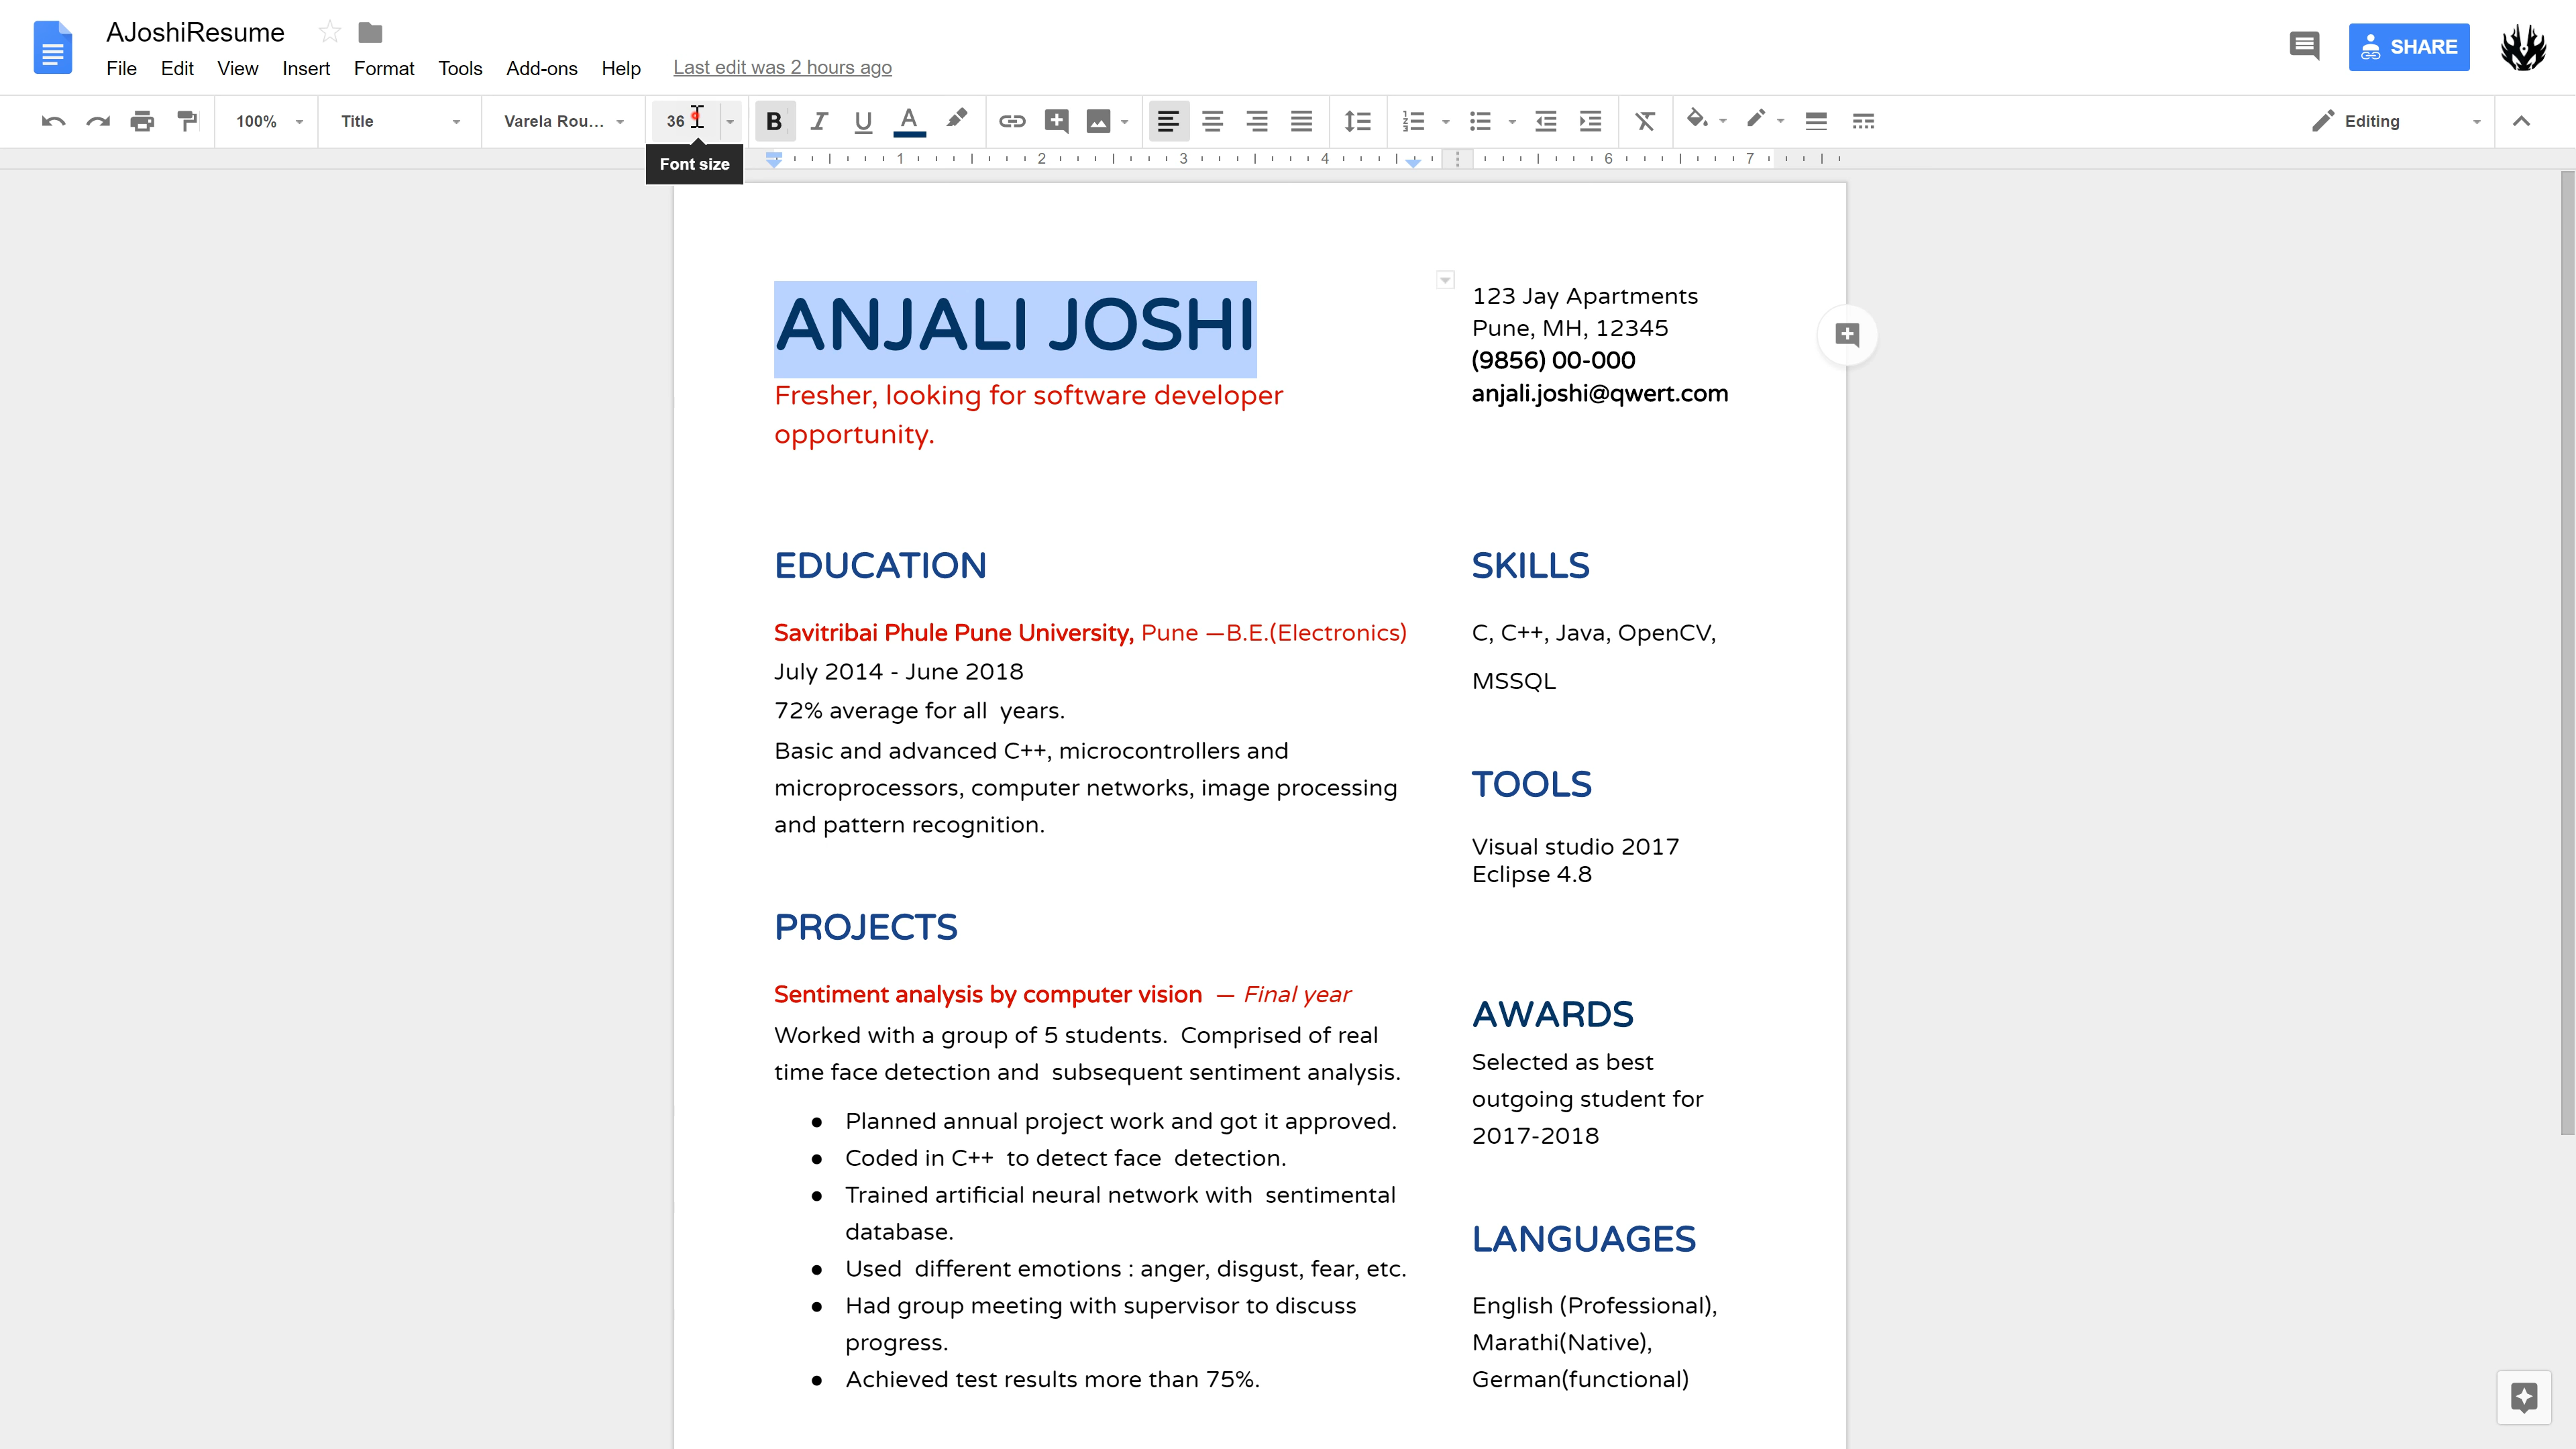 AJoshiResume
File Edit View Insert Format Tools Add-ons Help Last edit was 2 hours ago
SHARE
100% Title Varela Rou... 36 B I U A Editing
Font size
1 2 3 4 6 7
ANJALI JOSHI
Fresher, looking for software developer
opportunity.
123 Jay Apartments
Pune, MH, 12345
(9856) 00-000
anjali.joshi@qwert.com
EDUCATION
Savitribai Phule Pune University, Pune —B.E.(Electronics)
July 2014 - June 2018
72% average for all  years.
Basic and advanced C++, microcontrollers and
microprocessors, computer networks, image processing
and pattern recognition.
PROJECTS
Sentiment analysis by computer vision  — Final year
Worked with a group of 5 students.  Comprised of real
time face detection and  subsequent sentiment analysis.
● Planned annual project work and got it approved.
● Coded in C++  to detect face  detection.
● Trained artificial neural network with  sentimental
database.
● Used  different emotions : anger, disgust, fear, etc.
● Had group meeting with supervisor to discuss
progress.
● Achieved test results more than 75%.
SKILLS
C, C++, Java, OpenCV,
MSSQL
TOOLS
Visual studio 2017
Eclipse 4.8
AWARDS
Selected as best
outgoing student for
2017-2018
LANGUAGES
English (Professional),
Marathi(Native),
German(functional)